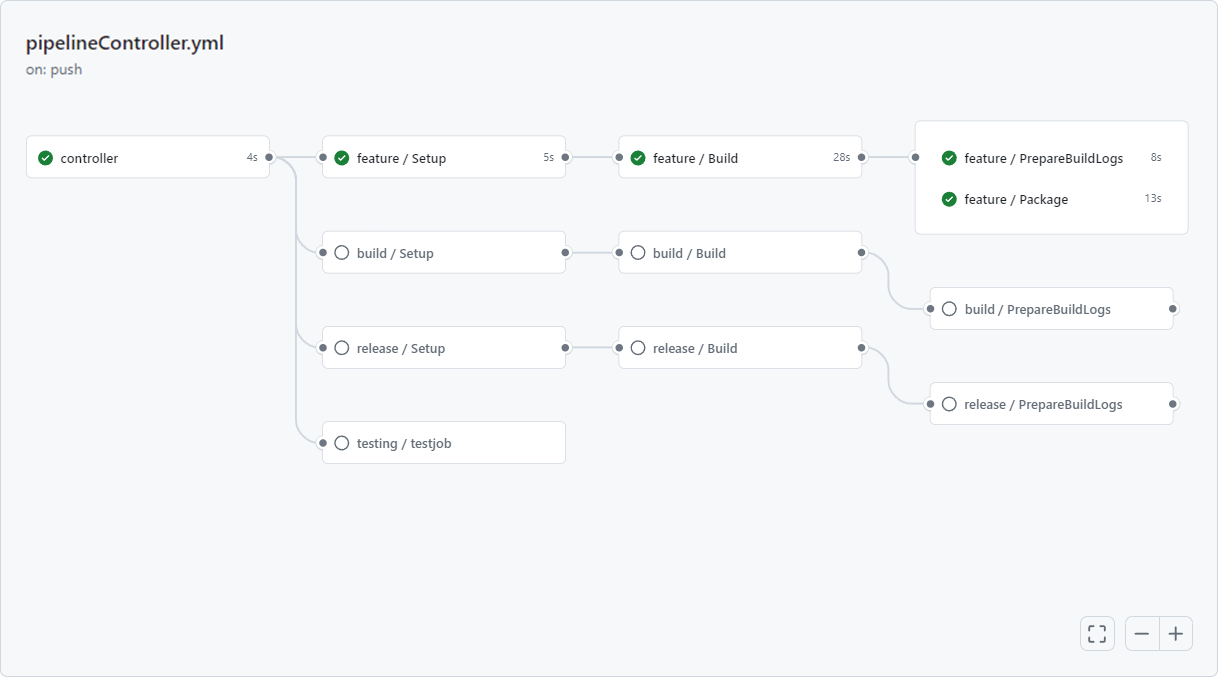 pipelineController.yml
on: push
controller 4s
feature / Setup 5s
feature / Build 28s
feature / PrepareBuildLogs 8s
feature / Package 13s
build / Setup
build / Build
build / PrepareBuildLogs
release / Setup
release / Build
release / PrepareBuildLogs
testing / testjob